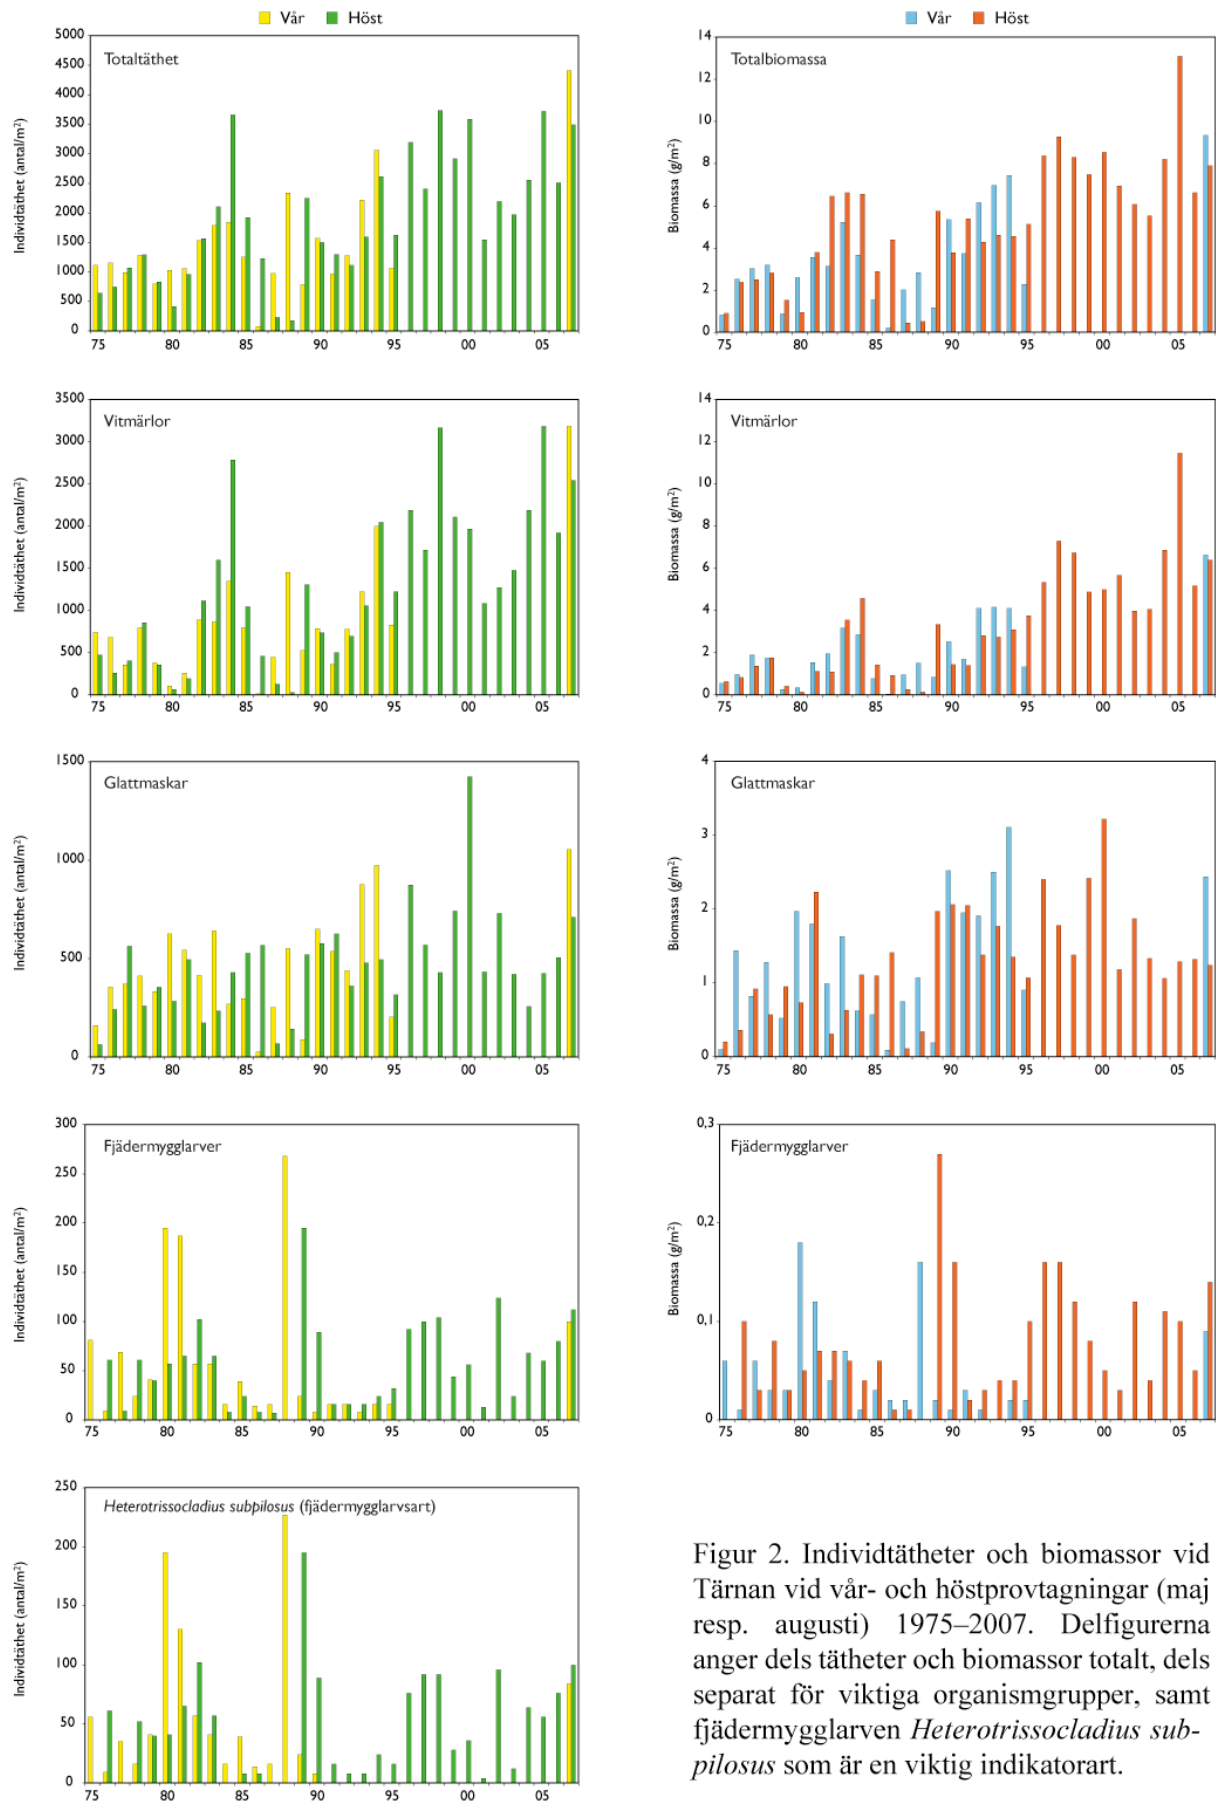 Vår Höst
Totaltäthet
Individtäthet (antal/m²)
5000
4500
4000
3500
3000
2500
2000
1500
1000
500
0
75 80 85 90 95 00 05
Vår Höst
Totalbiomassa
Biomassa (g/m²)
14
12
10
8
6
4
2
0
75 80 85 90 95 00 05
Vitmärlor
Individtäthet (antal/m²)
3500
3000
2500
2000
1500
1000
500
0
75 80 85 90 95 00 05
Vitmärlor
Biomassa (g/m²)
14
12
10
8
6
4
2
0
75 80 85 90 95 00 05
Glattmaskar
Individtäthet (antal/m²)
1500
1000
500
0
75 80 85 90 95 00 05
Glattmaskar
Biomassa (g/m²)
4
3
2
1
0
75 80 85 90 95 00 05
Fjädermygglarver
Individtäthet (antal/m²)
300
250
200
150
100
50
0
75 80 85 90 95 00 05
Fjädermygglarver
Biomassa (g/m²)
0,3
0,2
0,1
0
75 80 85 90 95 00 05
Heterotrissocladius subpilosus (fjädermygglarvsart)
Individtäthet (antal/m²)
250
200
150
100
50
0
75 80 85 90 95 00 05
Figur 2. Individtätheter och biomassor vid
Tärnan vid vår- och höstprovtagningar (maj
resp. augusti) 1975–2007. Delfigurerna
anger dels tätheter och biomassor totalt, dels
separat för viktiga organismgrupper, samt
fjädermygglarven Heterotrissocladius sub-
pilosus som är en viktig indikatorart.